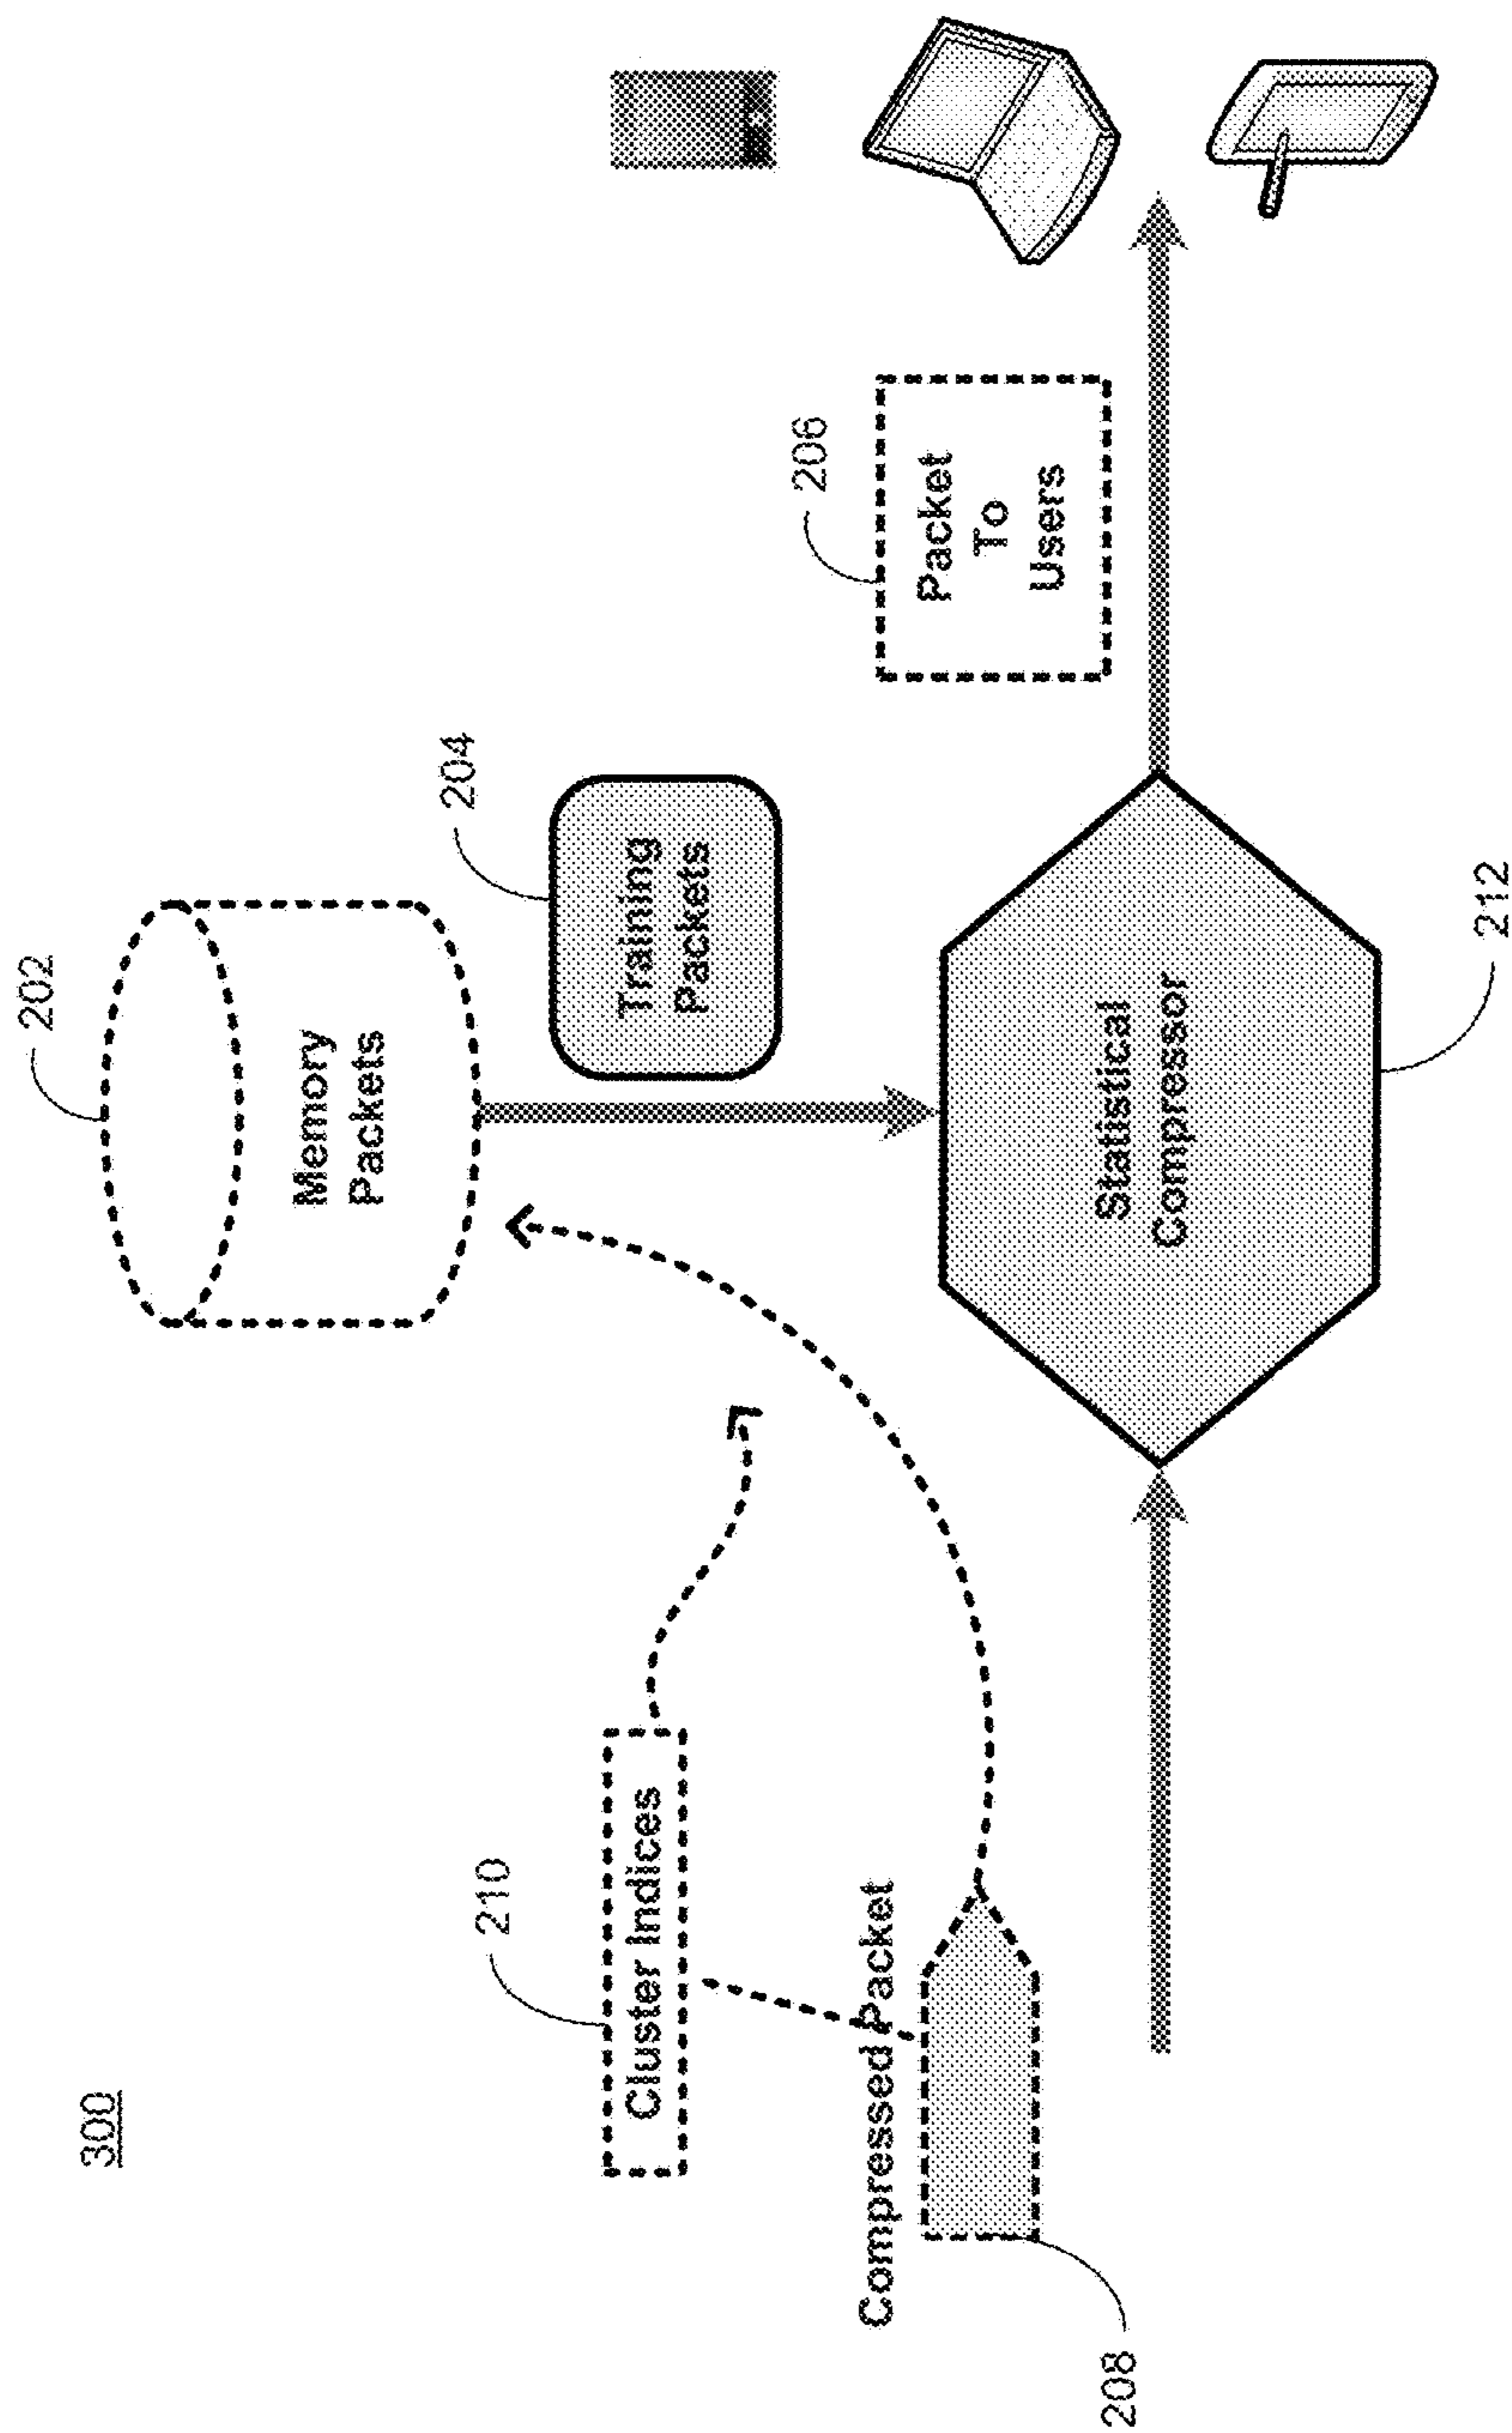 300
202
Memory
Packets
204
Training
Packets
210
Cluster Indices
206
Packet
To
Users
Compressed Packet
208
Statistical
Compressor
212